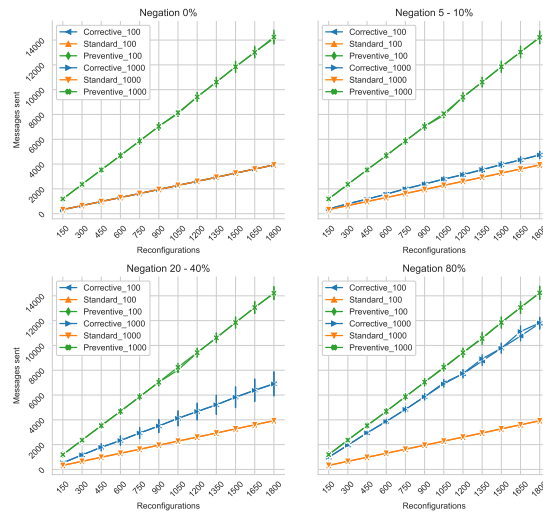 Negation 0%
Corrective_100
Standard_100
Preventive_100
Corrective_1000
Standard_1000
Preventive_1000
Messages sent
14000
12000
10000
8000
6000
4000
2000
0
150 300 450 600 750 900 1050 1200 1350 1500 1650 1800
Reconfigurations
Negation 5 - 10%
Corrective_100
Standard_100
Preventive_100
Corrective_1000
Standard_1000
Preventive_1000
150 300 450 600 750 900 1050 1200 1350 1500 1650 1800
Reconfigurations
Negation 20 - 40%
Corrective_100
Standard_100
Preventive_100
Corrective_1000
Standard_1000
Preventive_1000
Messages sent
14000
12000
10000
8000
6000
4000
2000
0
150 300 450 600 750 900 1050 1200 1350 1500 1650 1800
Reconfigurations
Negation 80%
Corrective_100
Standard_100
Preventive_100
Corrective_1000
Standard_1000
Preventive_1000
150 300 450 600 750 900 1050 1200 1350 1500 1650 1800
Reconfigurations